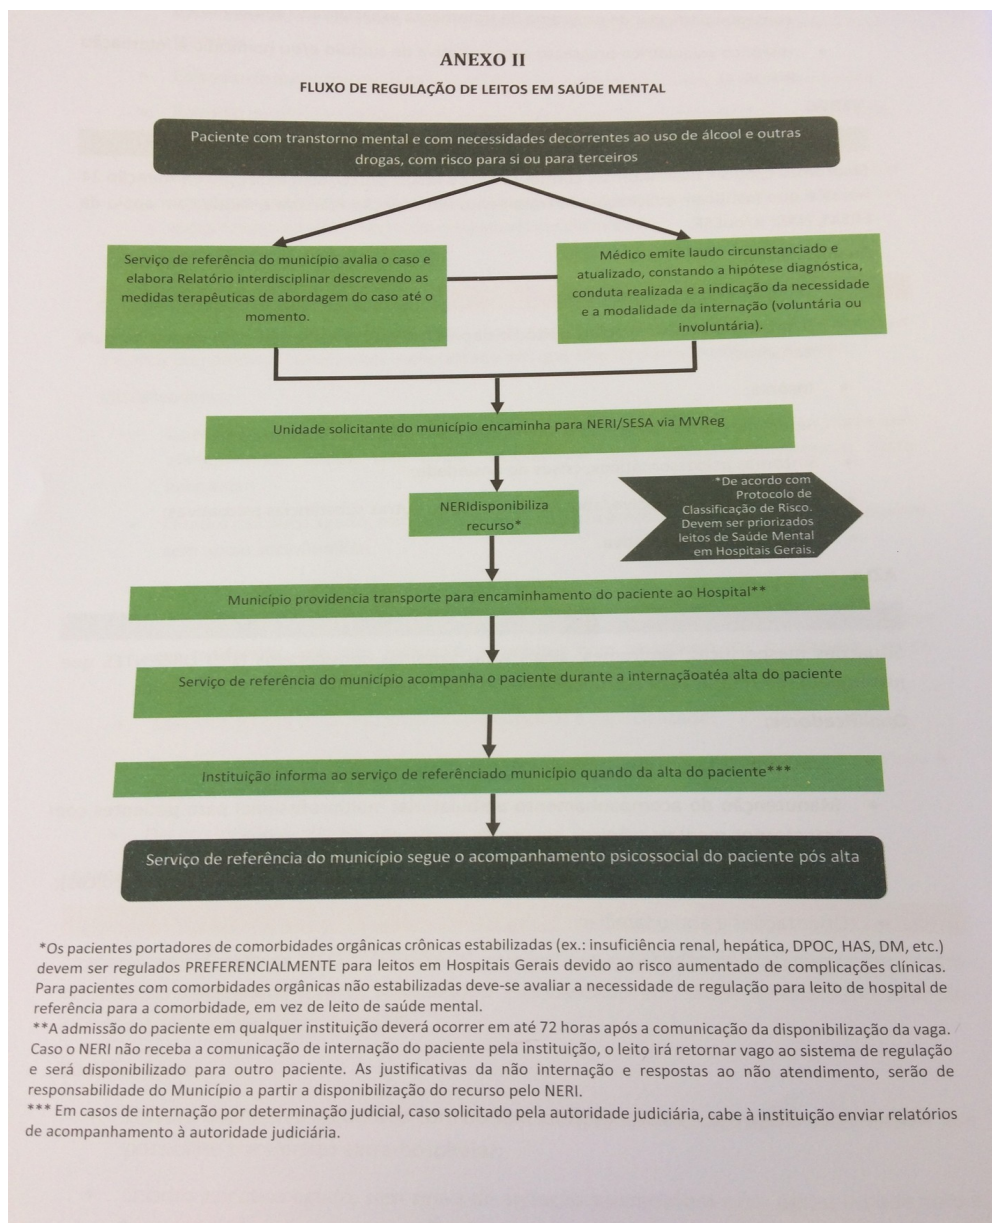 ANEXO II
FLUXO DE REGULAÇÃO DE LEITOS EM SAÚDE MENTAL
Paciente com transtorno mental e com necessidades decorrentes ao uso de álcool e outras
drogas, com risco para si ou para terceiros
Serviço de referência do município avalia o caso e
elabora Relatório interdisciplinar descrevendo as
medidas terapêuticas de abordagem do caso até o
momento.
Médico emite laudo circunstanciado e
atualizado, constando a hipótese diagnóstica,
conduta realizada e a indicação da necessidade
e a modalidade da internação (voluntária ou
involuntária).
Unidade solicitante do município encaminha para NERI/SESA via MVReg
NERIdisponibiliza
recurso*
*De acordo com
Protocolo de
Classificação de Risco.
Devem ser priorizados
leitos de Saúde Mental
em Hospitais Gerais.
Município providencia transporte para encaminhamento do paciente ao Hospital**
Serviço de referência do município acompanha o paciente durante a internaçãoatéa alta do paciente
Instituição informa ao serviço de referênciado município quando da alta do paciente***
Serviço de referência do município segue o acompanhamento psicossocial do paciente pós alta
*Os pacientes portadores de comorbidades orgânicas crônicas estabilizadas (ex.: insuficiência renal, hepática, DPOC, HAS, DM, etc.)
devem ser regulados PREFERENCIALMENTE para leitos em Hospitais Gerais devido ao risco aumentado de complicações clínicas.
Para pacientes com comorbidades orgânicas não estabilizadas deve-se avaliar a necessidade de regulação para leito de hospital de
referência para a comorbidade, em vez de leito de saúde mental.
**A admissão do paciente em qualquer instituição deverá ocorrer em até 72 horas após a comunicação da disponibilização da vaga.
Caso o NERI não receba a comunicação de internação do paciente pela instituição, o leito irá retornar vago ao sistema de regulação
e será disponibilizado para outro paciente. As justificativas da não internação e respostas ao não atendimento, serão de
responsabilidade do Município a partir a disponibilização do recurso pelo NERI.
*** Em casos de internação por determinação judicial, caso solicitado pela autoridade judiciária, cabe à instituição enviar relatórios
de acompanhamento à autoridade judiciária.